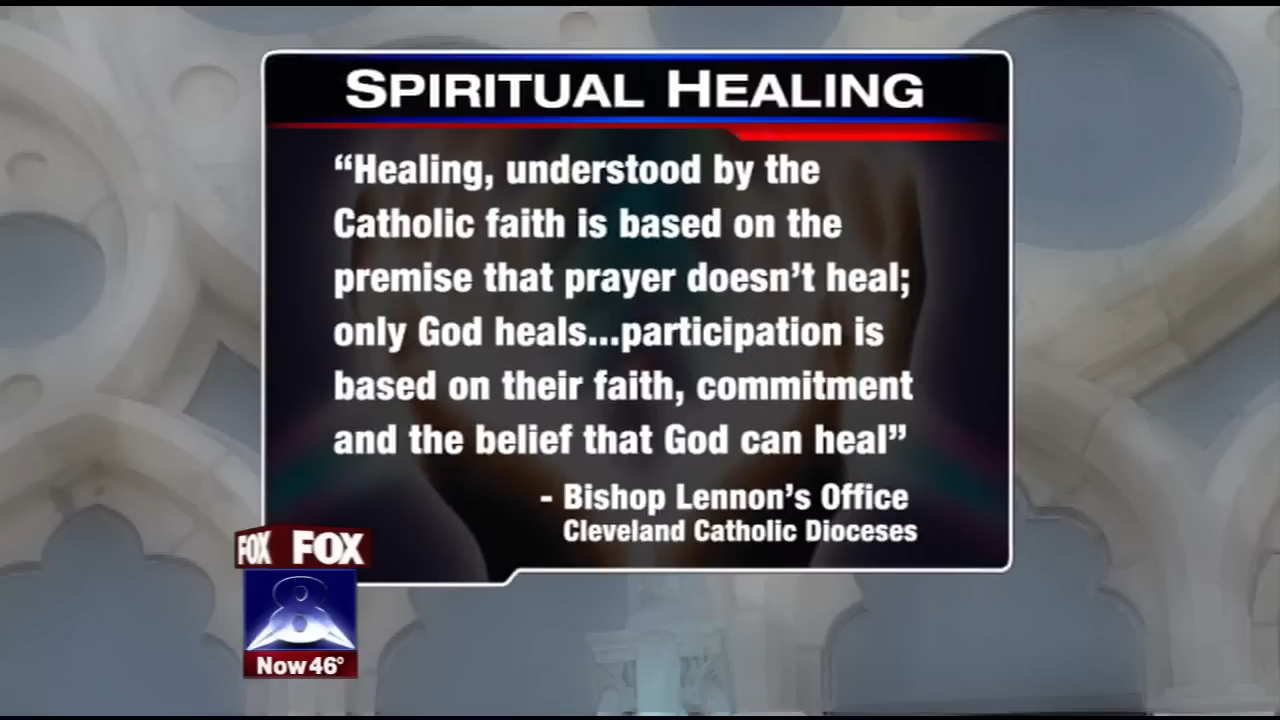 SPIRITUAL HEALING
“Healing, understood by the
Catholic faith is based on the
premise that prayer doesn’t heal;
only God heals...participation is
based on their faith, commitment
and the belief that God can heal”
- Bishop Lennon’s Office
Cleveland Catholic Dioceses
FOX FOX
8
Now 46°